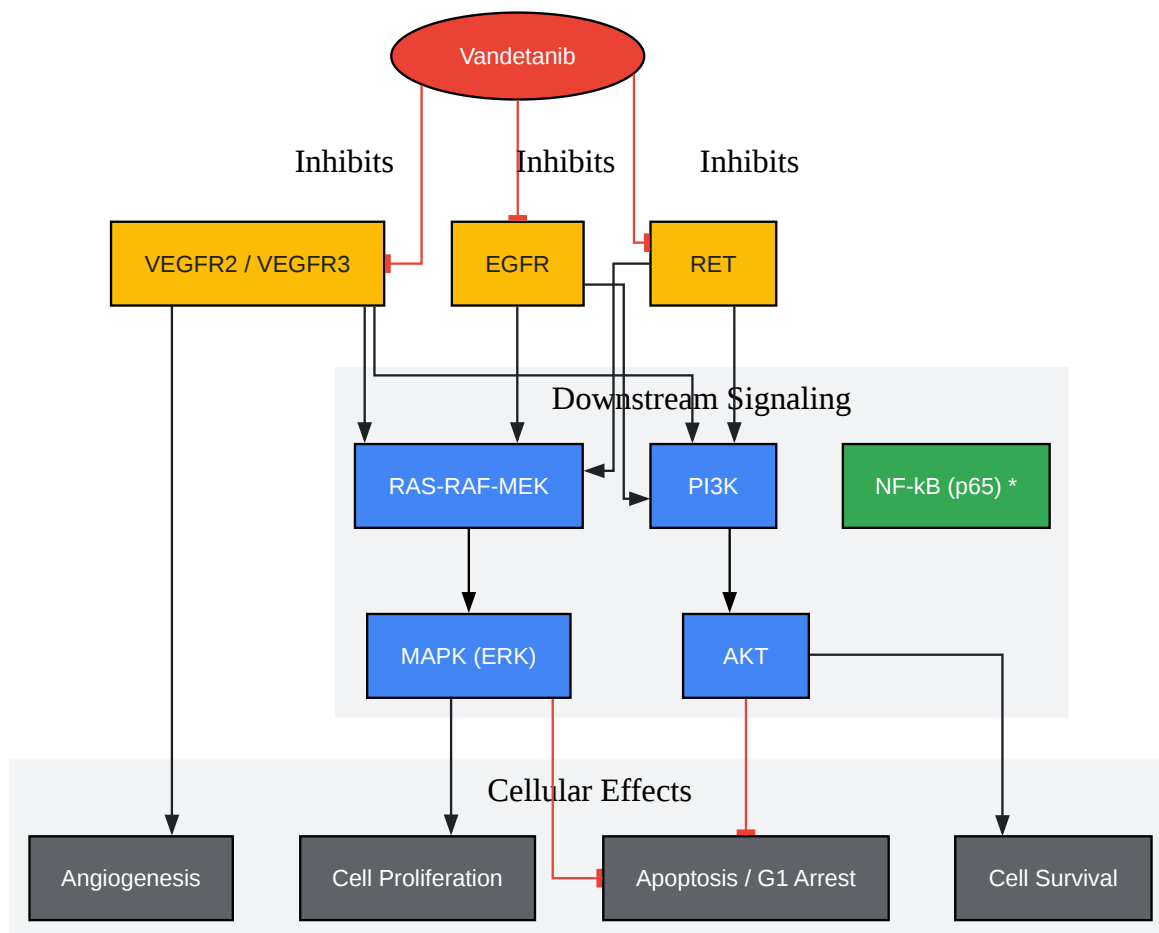 Vandetanib
Inhibits
Inhibits
Inhibits
VEGFR2 / VEGFR3
EGFR
RET
Downstream Signaling
RAS-RAF-MEK
PI3K
NF-kB (p65) *
MAPK (ERK)
AKT
Cellular Effects
Angiogenesis
Cell Proliferation
Apoptosis / G1 Arrest
Cell Survival